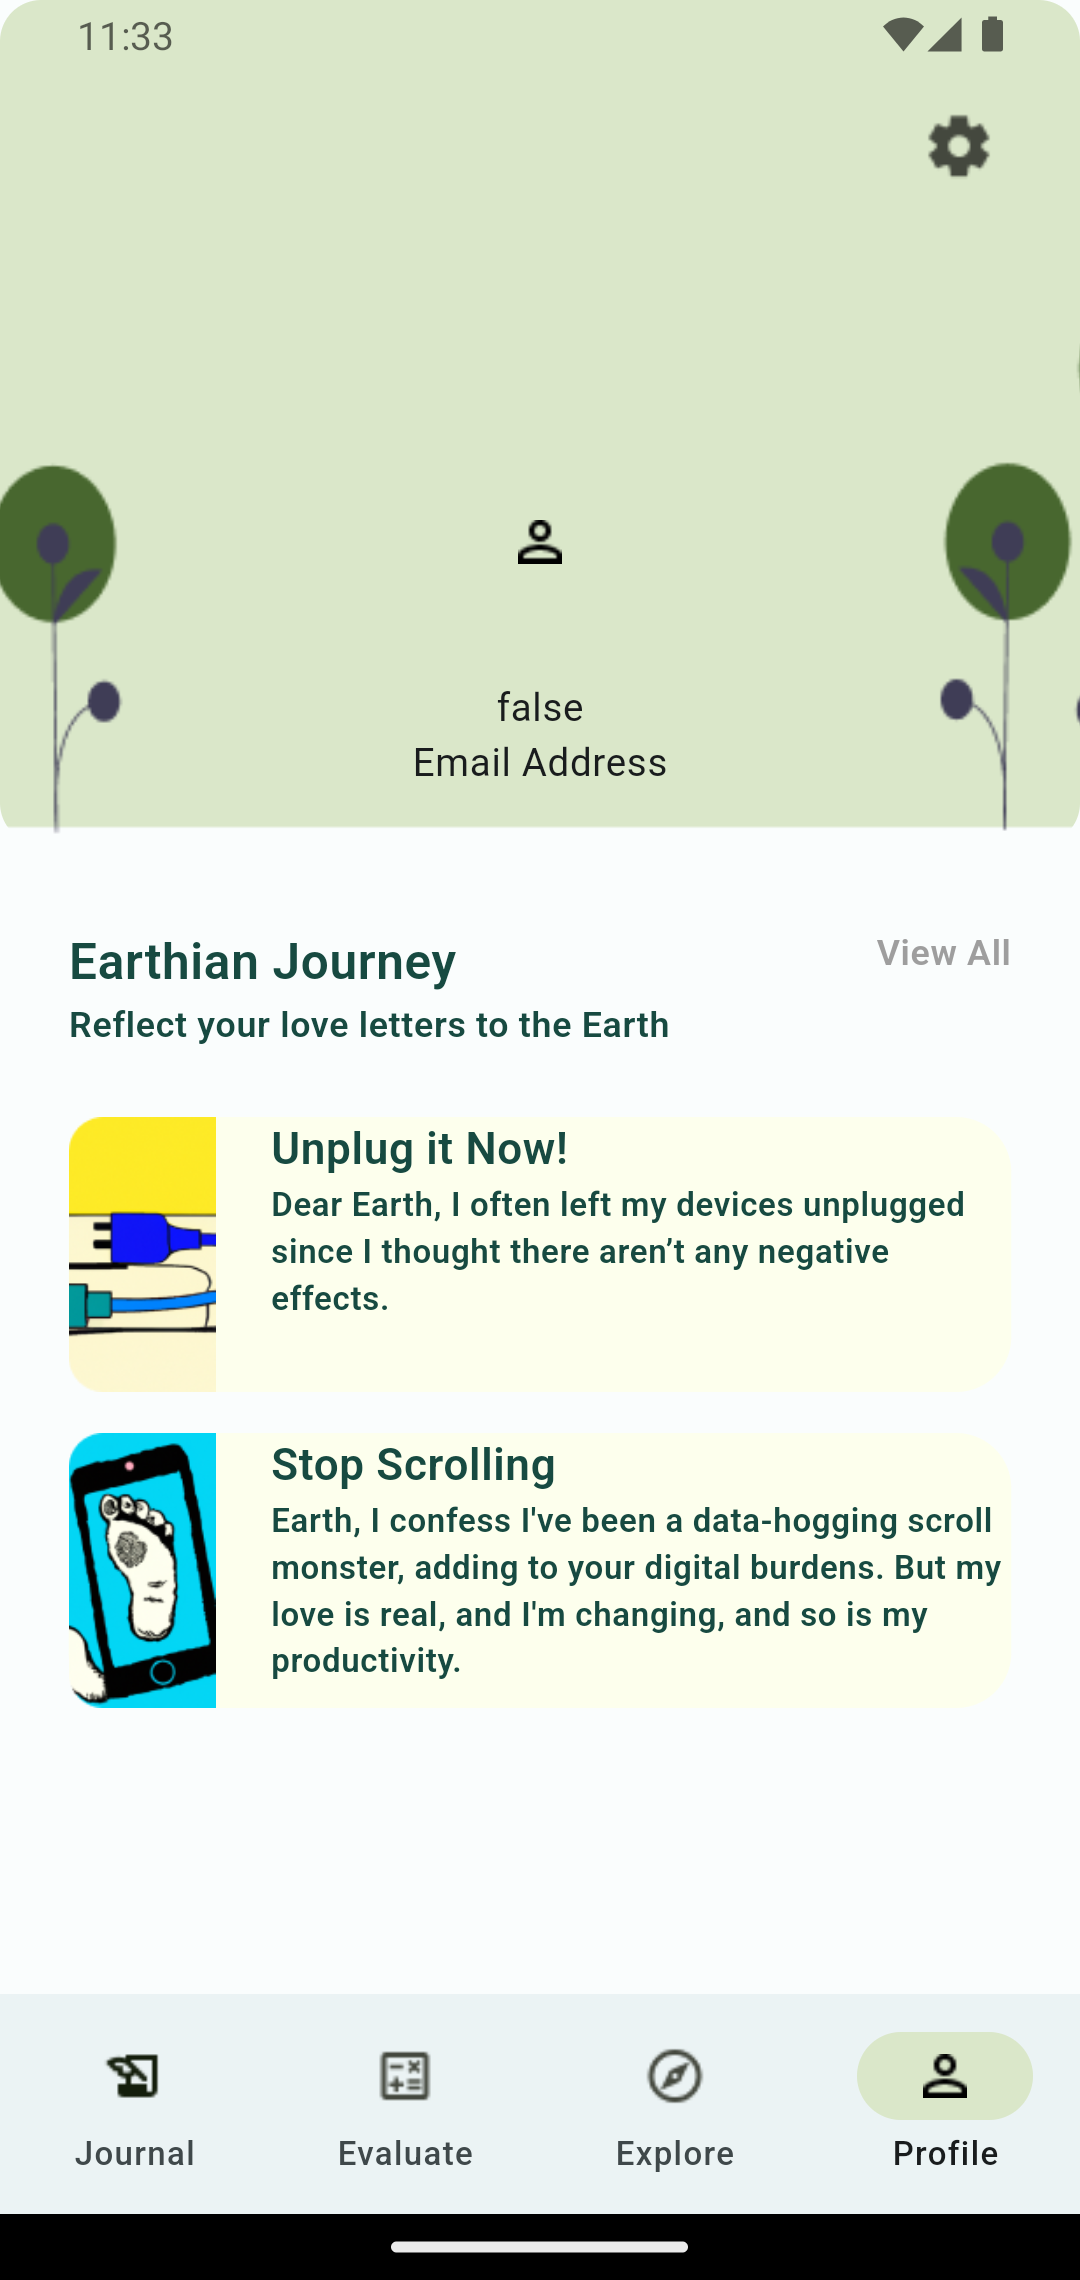 11:33
false
Email Address
Earthian Journey
View All
Reflect your love letters to the Earth
Unplug it Now!
Dear Earth, I often left my devices unplugged
since I thought there aren’t any negative
effects.
Stop Scrolling
Earth, I confess I've been a data-hogging scroll
monster, adding to your digital burdens. But my
love is real, and I'm changing, and so is my
productivity.
Journal
Evaluate
Explore
Profile